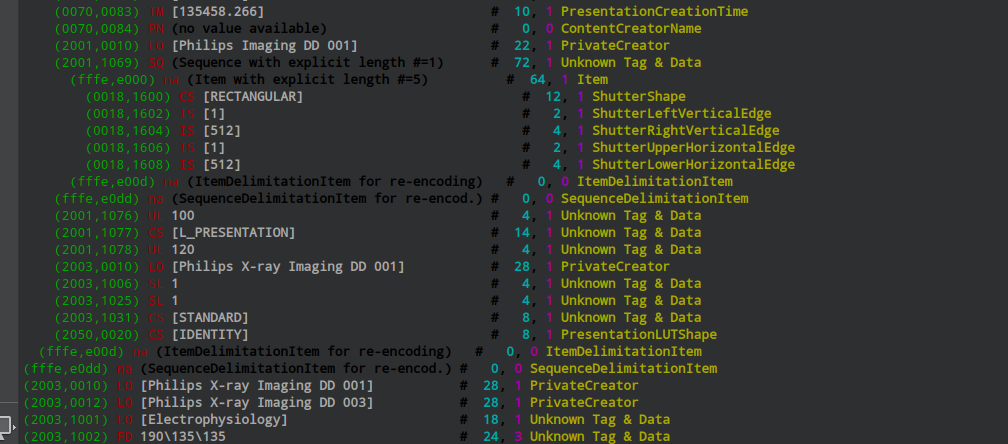 (0070,0083) TM [135458.266] # 10, 1 PresentationCreationTime
(0070,0084) PN (no value available) # 0, 0 ContentCreatorName
(2001,0010) LO [Philips Imaging DD 001] # 22, 1 PrivateCreator
(2001,1069) SQ (Sequence with explicit length #=1) # 72, 1 Unknown Tag & Data
(fffe,e000) na (Item with explicit length #=5) # 64, 1 Item
(0018,1600) CS [RECTANGULAR] # 12, 1 ShutterShape
(0018,1602) IS [1] # 2, 1 ShutterLeftVerticalEdge
(0018,1604) IS [512] # 4, 1 ShutterRightVerticalEdge
(0018,1606) IS [1] # 2, 1 ShutterUpperHorizontalEdge
(0018,1608) IS [512] # 4, 1 ShutterLowerHorizontalEdge
(fffe,e00d) na (ItemDelimitationItem for re-encoding) # 0, 0 ItemDelimitationItem
(fffe,e0dd) na (SequenceDelimitationItem for re-encod.) # 0, 0 SequenceDelimitationItem
(2001,1076) UL 100 # 4, 1 Unknown Tag & Data
(2001,1077) CS [L_PRESENTATION] # 14, 1 Unknown Tag & Data
(2001,1078) UL 120 # 4, 1 Unknown Tag & Data
(2003,0010) LO [Philips X-ray Imaging DD 001] # 28, 1 PrivateCreator
(2003,1006) SL 1 # 4, 1 Unknown Tag & Data
(2003,1025) SL 1 # 4, 1 Unknown Tag & Data
(2003,1031) CS [STANDARD] # 8, 1 Unknown Tag & Data
(2050,0020) CS [IDENTITY] # 8, 1 PresentationLUTShape
(fffe,e00d) na (ItemDelimitationItem for re-encoding) # 0, 0 ItemDelimitationItem
(fffe,e0dd) na (SequenceDelimitationItem for re-encod.) # 0, 0 SequenceDelimitationItem
(2003,0010) LO [Philips X-ray Imaging DD 001] # 28, 1 PrivateCreator
(2003,0012) LO [Philips X-ray Imaging DD 003] # 28, 1 PrivateCreator
(2003,1001) LO [Electrophysiology] # 18, 1 Unknown Tag & Data
(2003,1002) FD 190\135\135 # 24, 3 Unknown Tag & Data